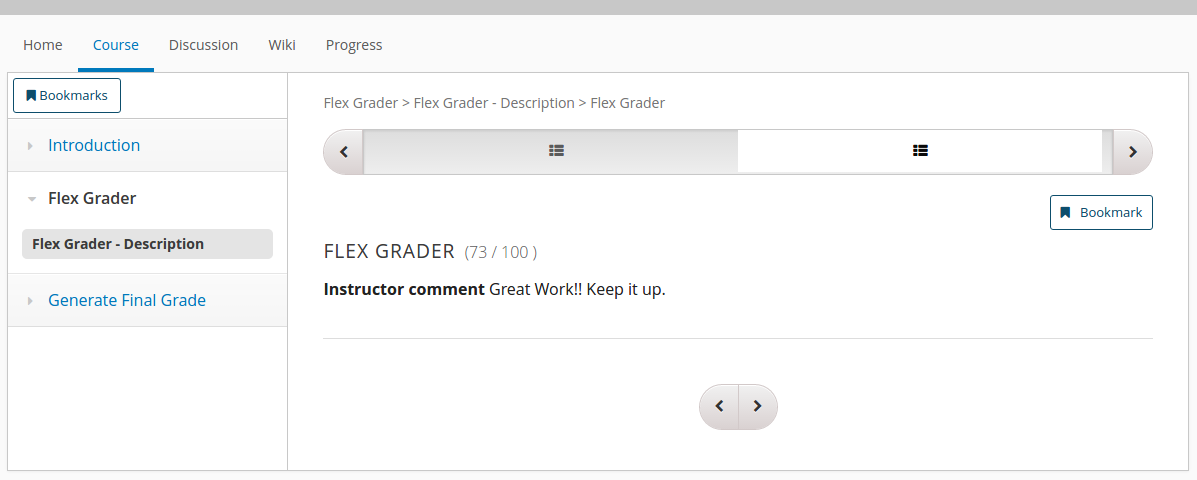 Home Course Discussion Wiki Progress
Bookmarks
Introduction
Flex Grader
Flex Grader - Description
Generate Final Grade
Flex Grader > Flex Grader - Description > Flex Grader
Bookmark
FLEX GRADER (73 / 100 )
Instructor comment Great Work!! Keep it up.